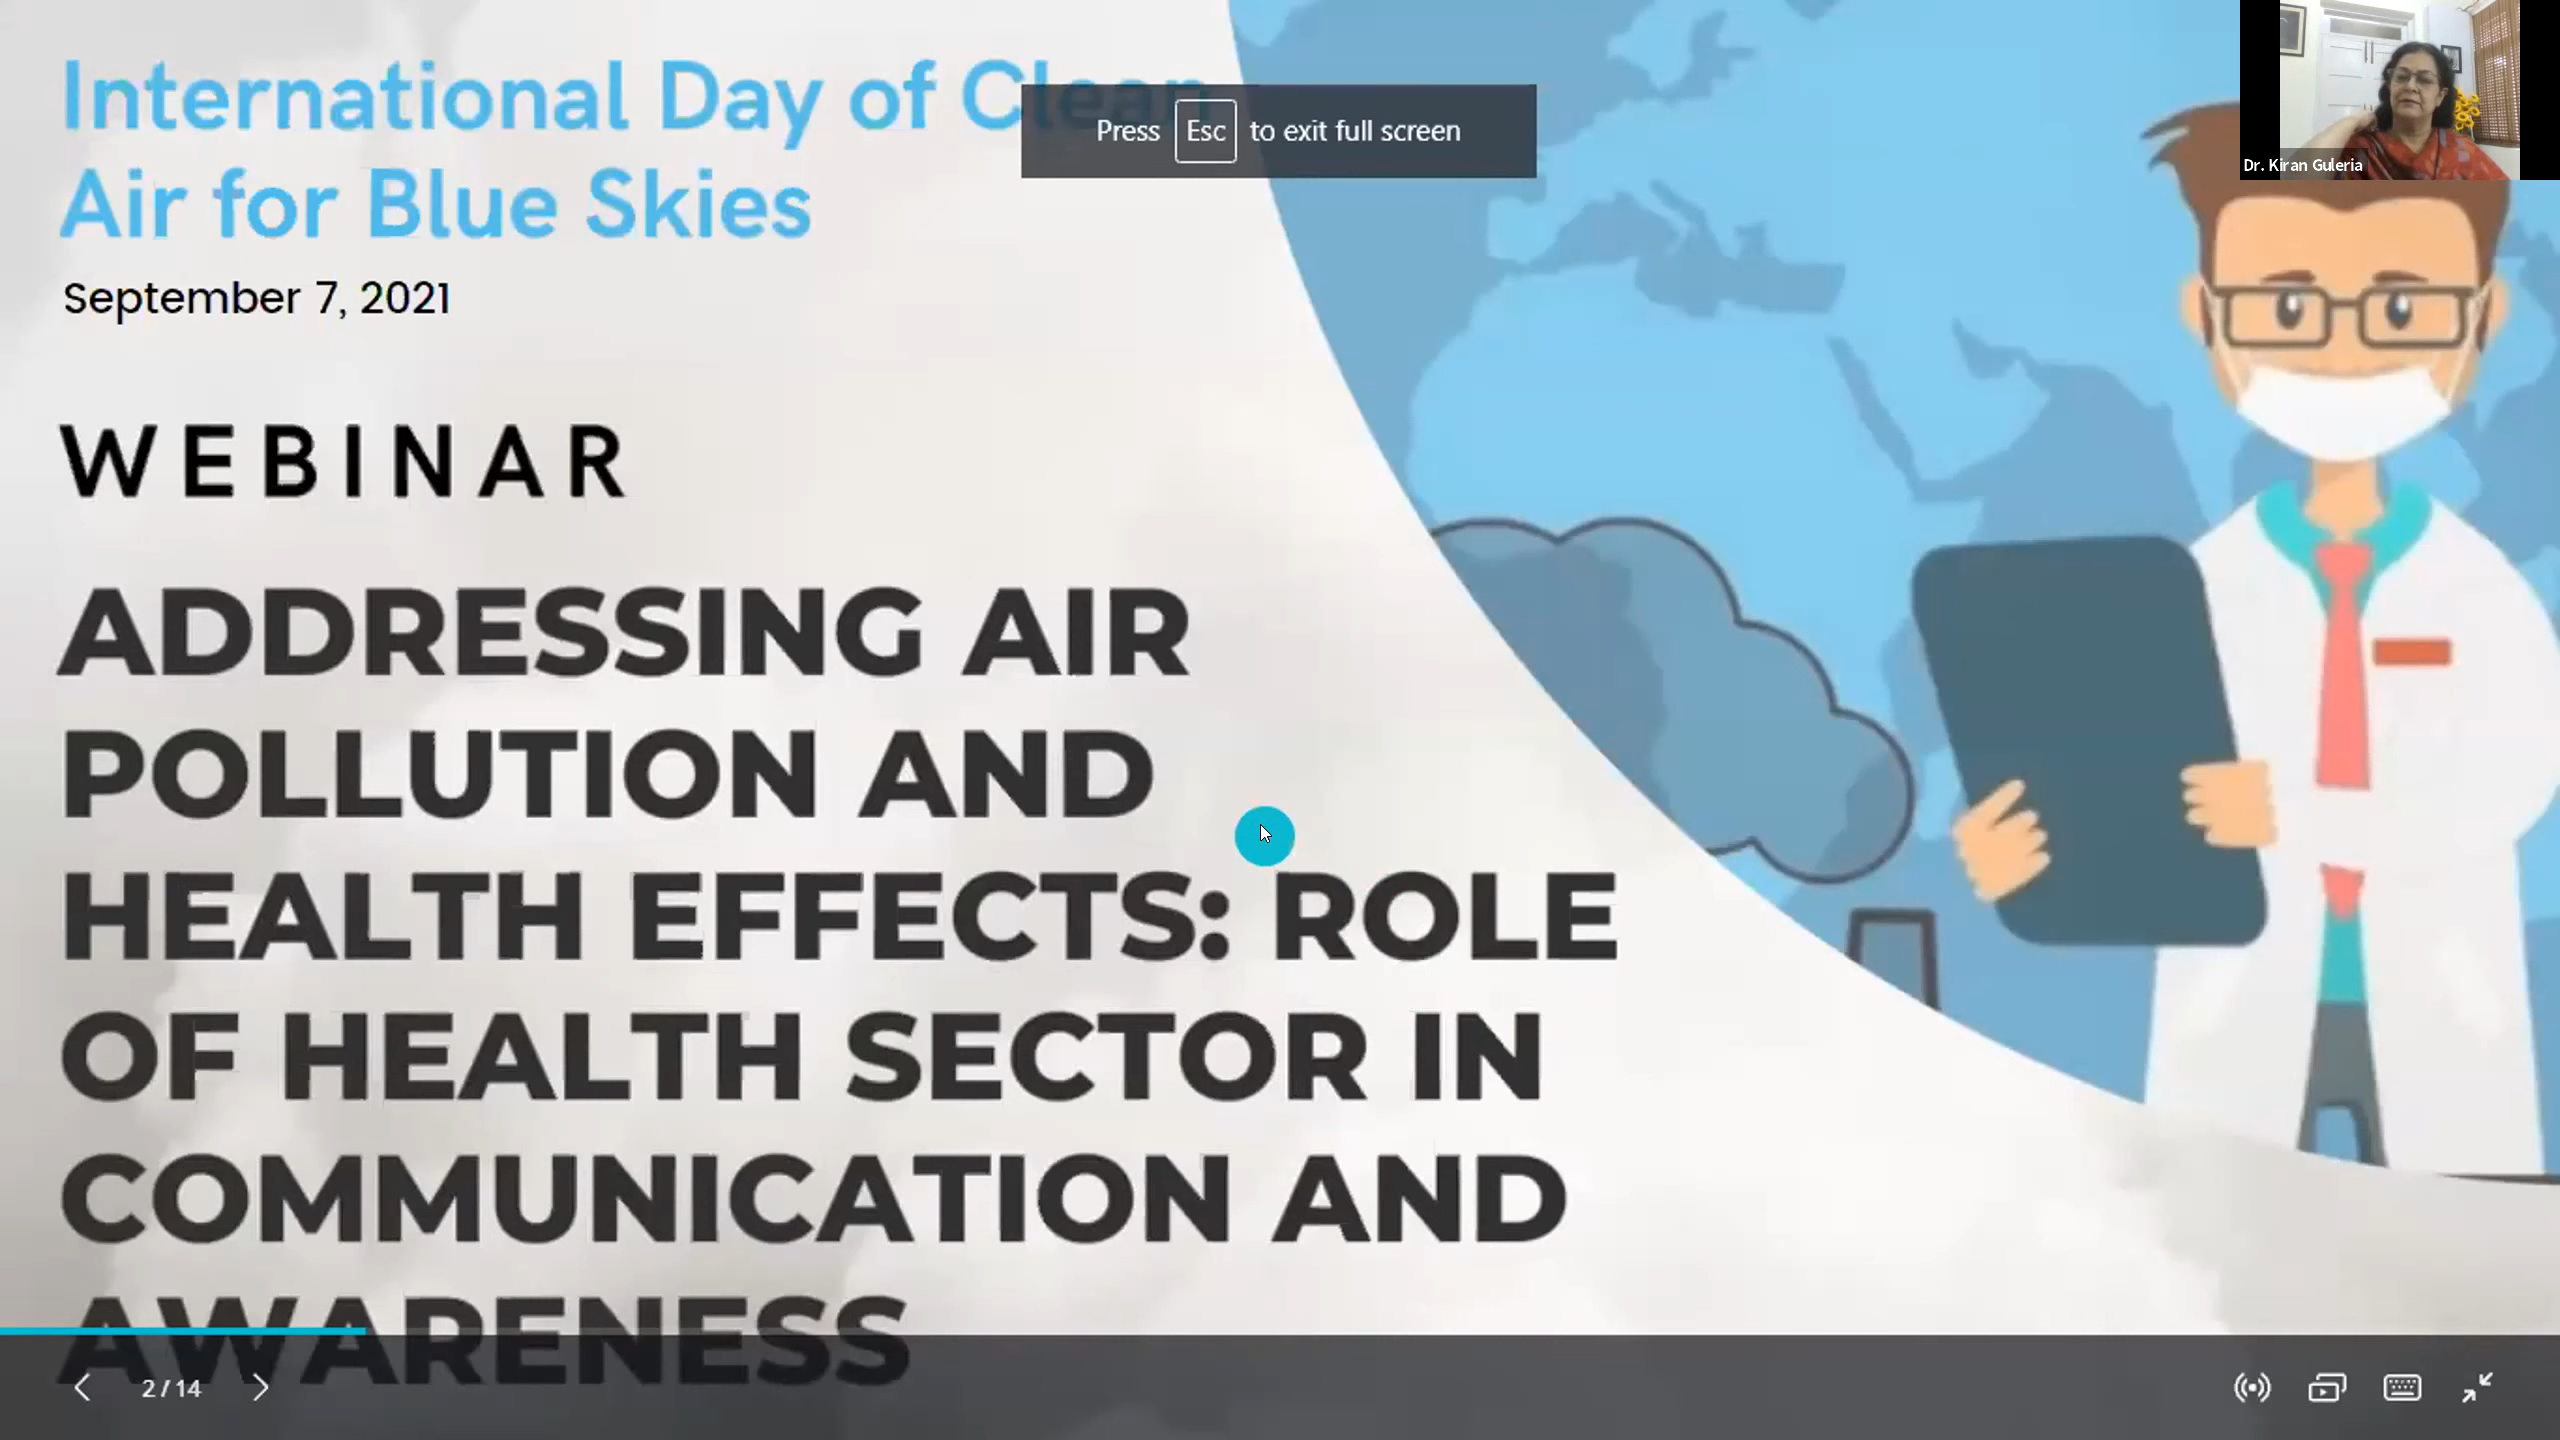 International Day of Clean
Air for Blue Skies
September 7, 2021
Press Esc to exit full screen
Dr. Kiran Guleria
WEBINAR
ADDRESSING AIR
POLLUTION AND
HEALTH EFFECTS: ROLE
OF HEALTH SECTOR IN
COMMUNICATION AND
AWARENESS
2 / 14